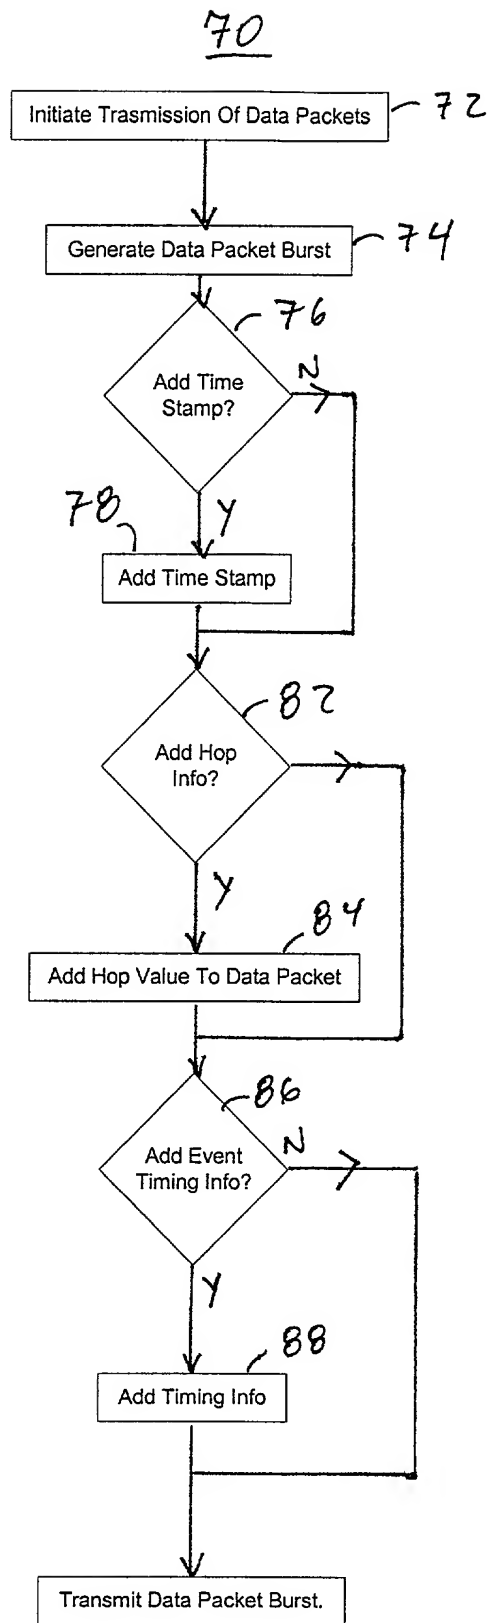 70
Initiate Trasmission Of Data Packets
72
Generate Data Packet Burst
74
76
Add Time
Stamp?
N
Y
78
Add Time Stamp
82
Add Hop
Info?
Y
84
Add Hop Value To Data Packet
86
Add Event
Timing Info?
N
Y
88
Add Timing Info
Transmit Data Packet Burst.